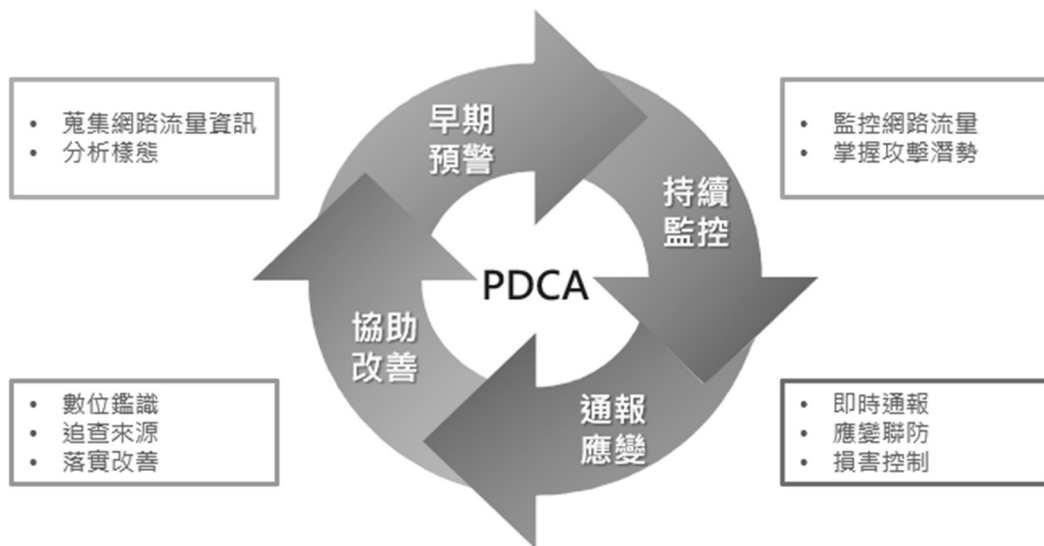 早期
預警
• 蒐集網路流量資訊
• 分析樣態
持續
監控
• 監控網路流量
• 掌握攻擊潛勢
PDCA
協助
改善
• 數位鑑識
• 追查來源
• 落實改善
通報
應變
• 即時通報
• 應變聯防
• 損害控制